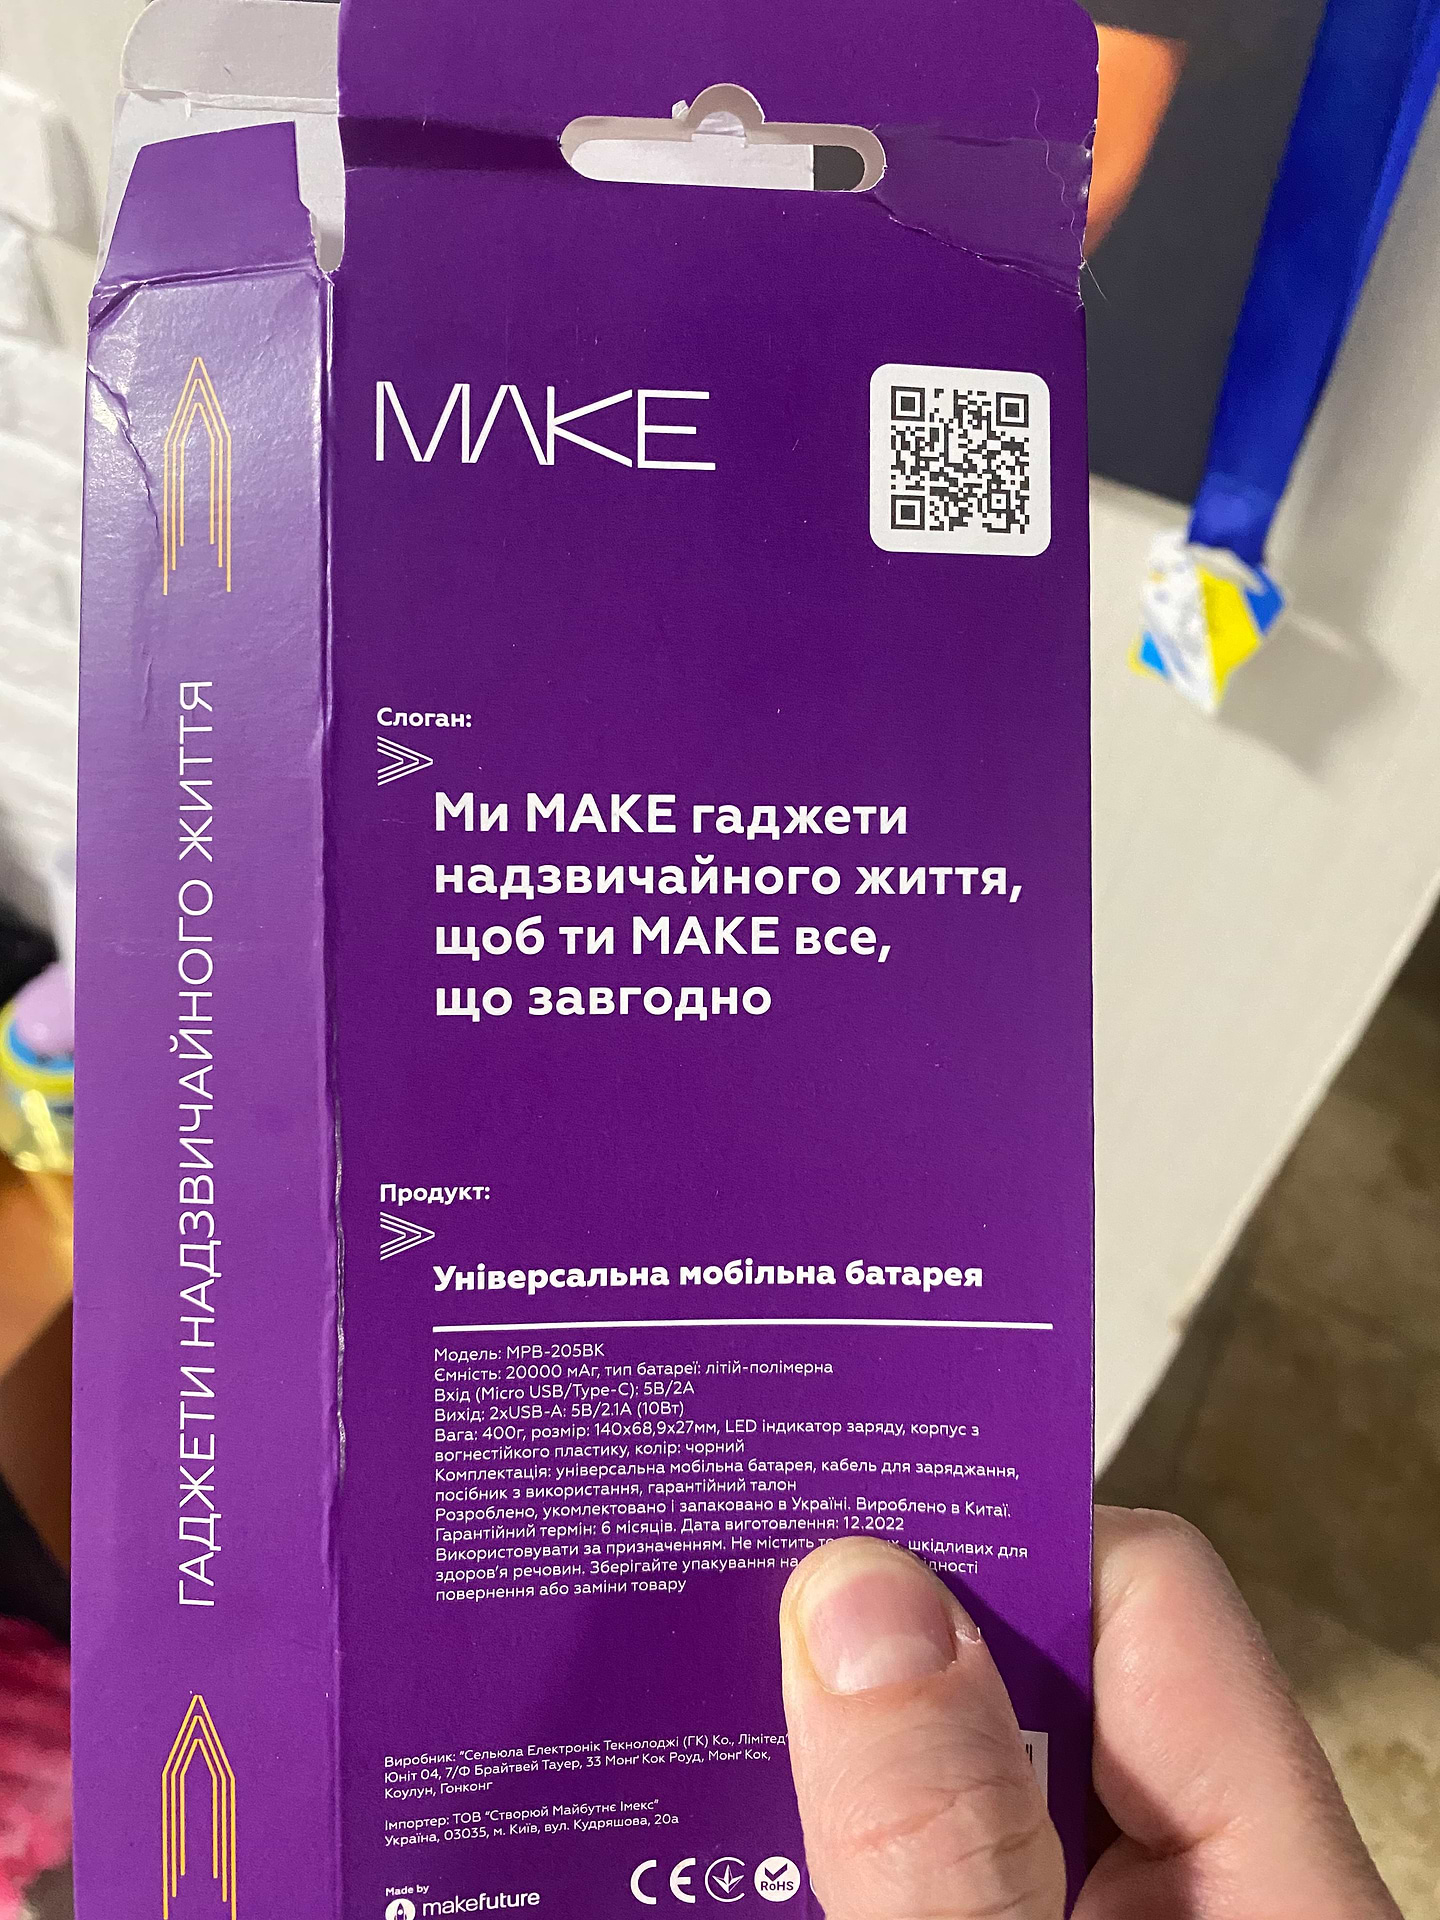 MAKE
Слоган:
Ми MAKE гаджети
надзвичайного життя,
щоб ти MAKE все,
що завгодно
Продукт:
Універсальна мобільна батарея
Модель: MPB-205BK
Ємність: 20000 мАг, тип батареї: літій-полімерна
Вхід (Micro USB/Type-C): 5В/2А
Вихід: 2xUSB-A: 5В/2.1А (10Вт)
Вага: 400г, розмір: 140x68,9x27мм, LED індикатор заряду, корпус з
вогнестійкого пластику, колір: чорний
Комплектація: універсальна мобільна батарея, кабель для заряджання,
посібник з використання, гарантійний талон
Розроблено, укомлектовано і запаковано в Україні. Вироблено в Китаї.
Гарантійний термін: 6 місяців. Дата виготовлення: 12.2022
Використовувати за призначенням. Не містить шкідливих для
здоров'я речовин. Зберігайте упакування на
повернення або заміни товару
Виробник: "Сельюла Електронік Текнолоджі (ГК) Ко., Лімітед"
Юніт 04, 7/Ф Брайтвей Тауер, 33 Монґ Кок Роуд, Монґ Кок,
Коулун, Гонконг
Імпортер: ТОВ "Створюй Майбутнє Імекс"
Україна, 03035, м. Київ, вул. Кудряшова, 20а
Made by
makefuture
CE
RoHS
ГАДЖЕТИ НАДЗВИЧАЙНОГО ЖИТТЯ